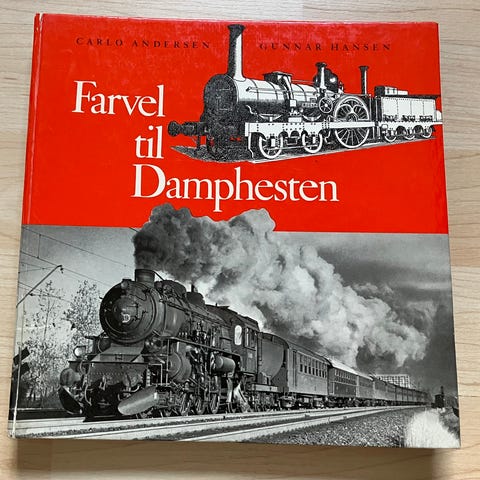 CARLO ANDERSEN GUNNAR HANSEN
Farvel
til
Damphesten